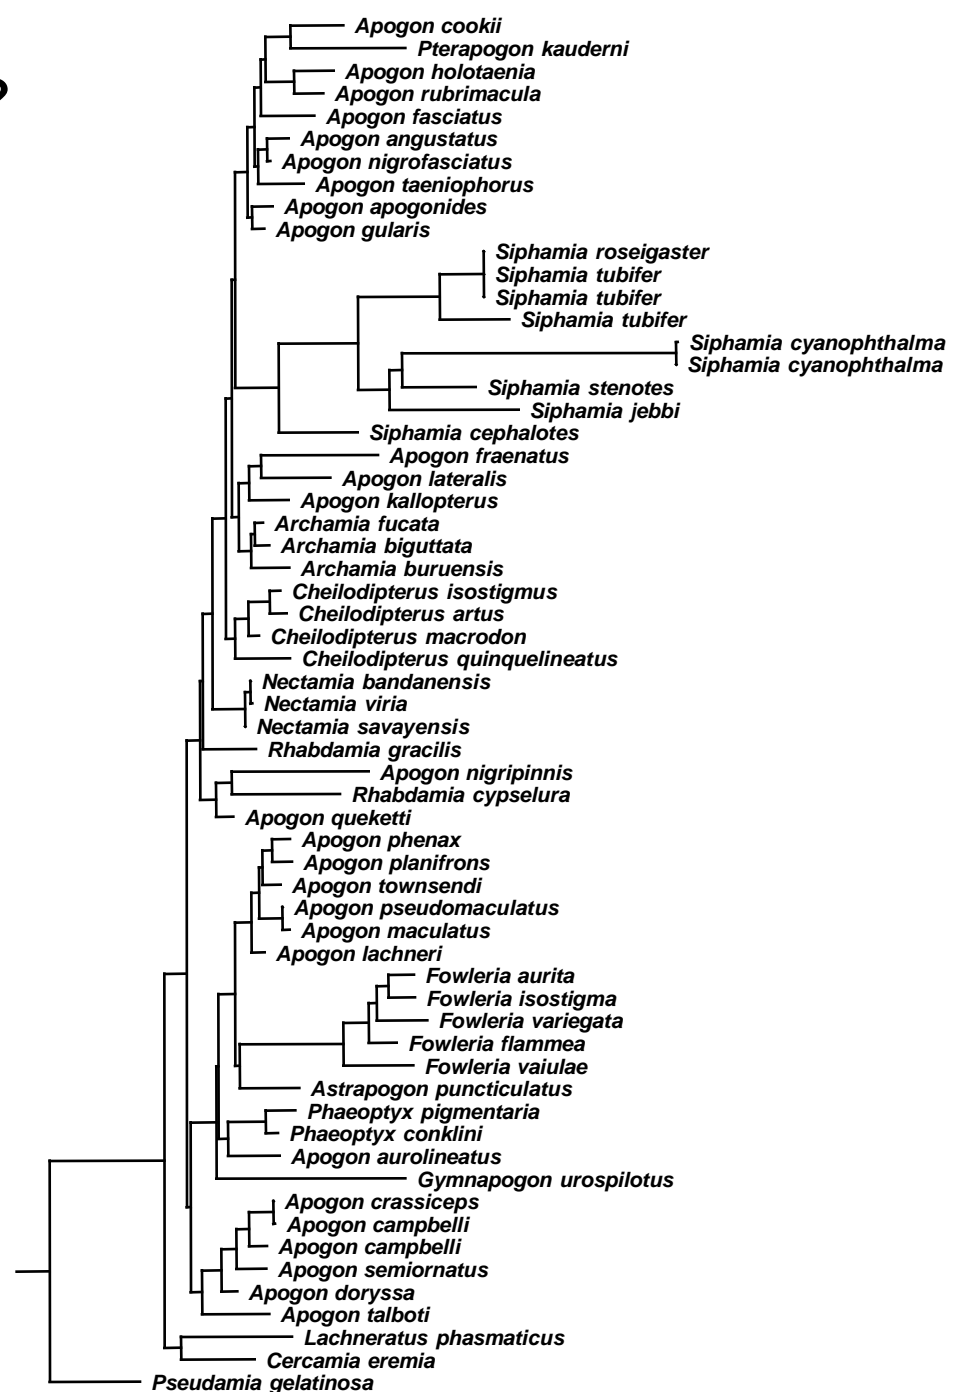 Apogon cookii
Pterapogon kauderni
Apogon holotaenia
Apogon rubrimacula
Apogon fasciatus
Apogon angustatus
Apogon nigrofasciatus
Apogon taeniophorus
Apogon apogonides
Apogon gularis
Siphamia roseigaster
Siphamia tubifer
Siphamia tubifer
Siphamia tubifer
Siphamia cyanophthalma
Siphamia cyanophthalma
Siphamia stenotes
Siphamia jebbi
Siphamia cephalotes
Apogon fraenatus
Apogon lateralis
Apogon kallopterus
Archamia fucata
Archamia biguttata
Archamia buruensis
Cheilodipterus isostigmus
Cheilodipterus artus
Cheilodipterus macrodon
Cheilodipterus quinquelineatus
Nectamia bandanensis
Nectamia viria
Nectamia savayensis
Rhabdamia gracilis
Apogon nigripinnis
Rhabdamia cypselura
Apogon queketti
Apogon phenax
Apogon planifrons
Apogon townsendi
Apogon pseudomaculatus
Apogon maculatus
Apogon lachneri
Fowleria aurita
Fowleria isostigma
Fowleria variegata
Fowleria flammea
Fowleria vaiulae
Astrapogon puncticulatus
Phaeoptyx pigmentaria
Phaeoptyx conklini
Apogon aurolineatus
Gymnapogon urospilotus
Apogon crassiceps
Apogon campbelli
Apogon campbelli
Apogon semiornatus
Apogon doryssa
Apogon talboti
Lachneratus phasmaticus
Cercamia eremia
Pseudamia gelatinosa